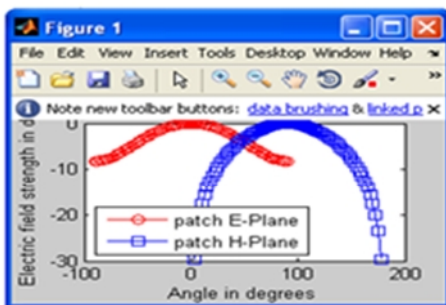 Figure 1
File Edit View Insert Tools Desktop Window Help
Note new toolbar buttons: data brushing & linked p
Electric field strength in d
0
-10
-20
-30
patch E-Plane
patch H-Plane
-100 0 100 200
Angle in degrees